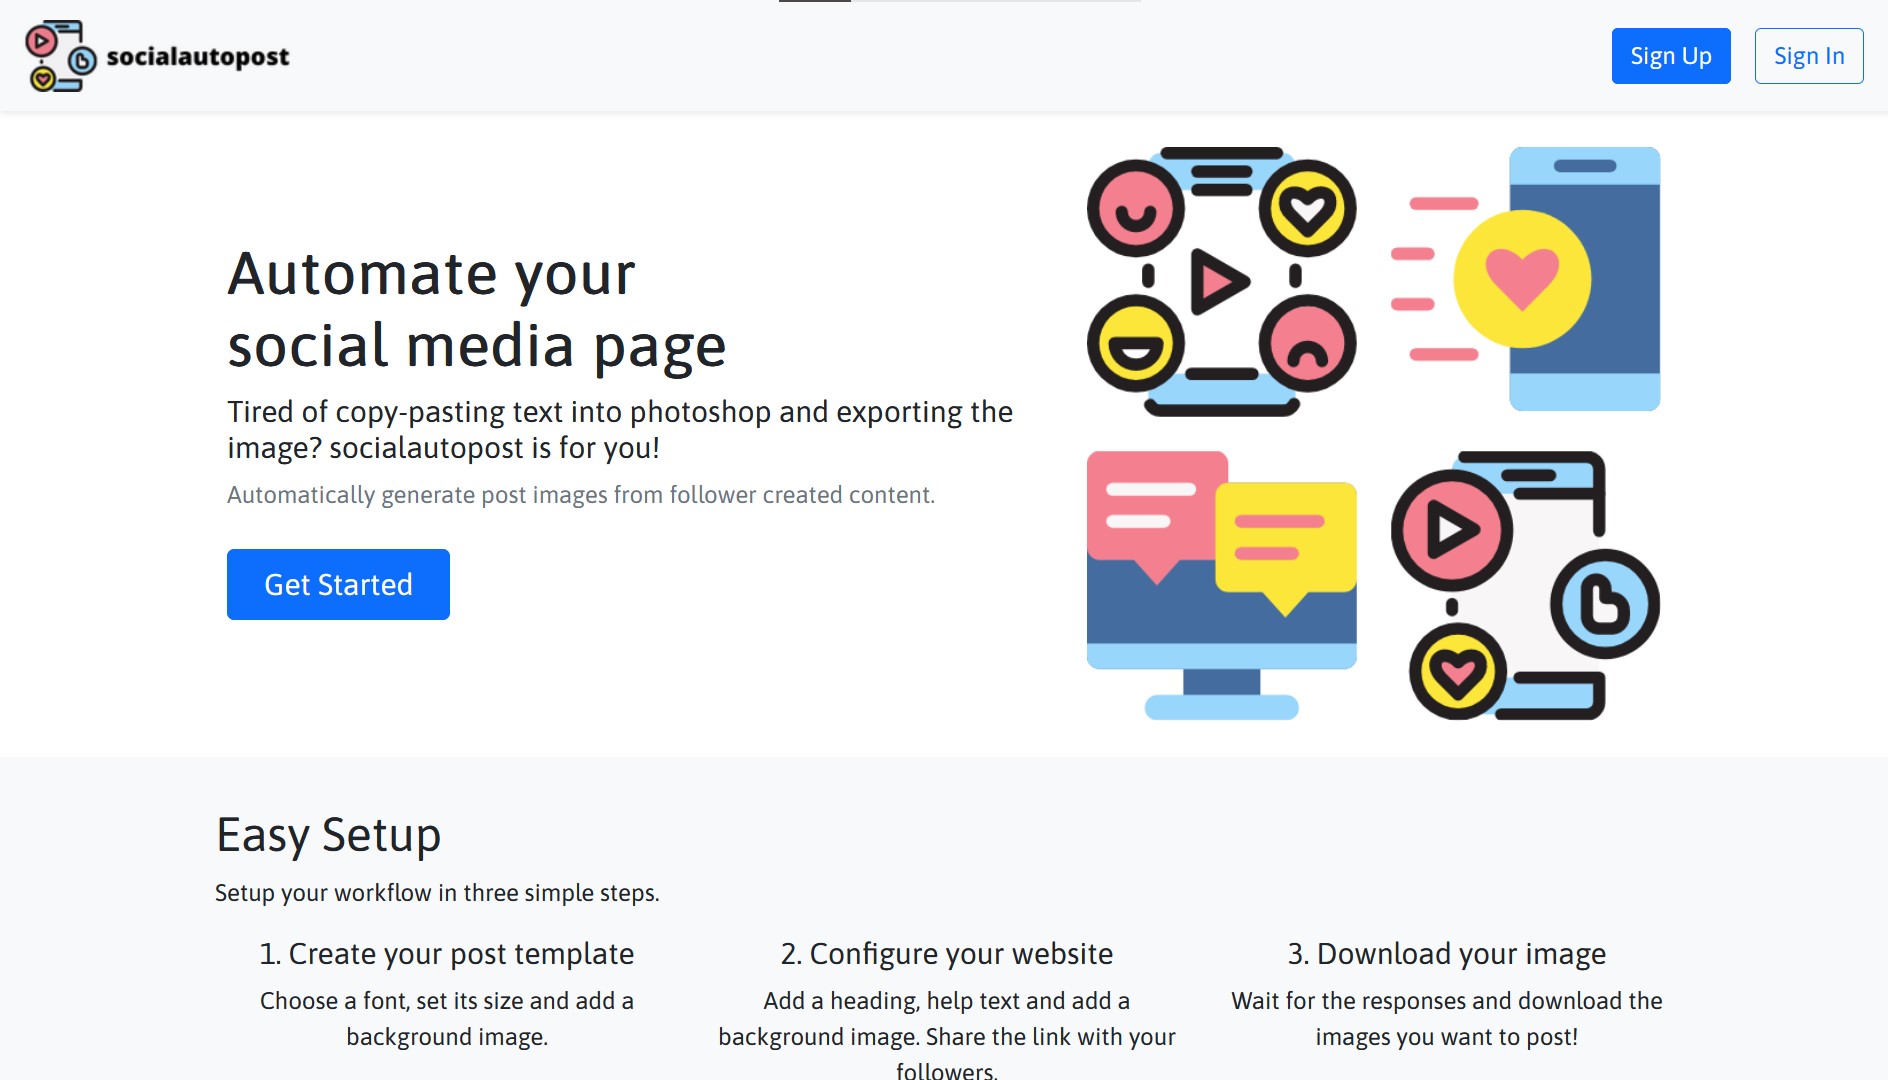 socialautopost
Sign Up
Sign In
Automate your
social media page
Tired of copy-pasting text into photoshop and exporting the
image? socialautopost is for you!
Automatically generate post images from follower created content.
Get Started
Easy Setup
Setup your workflow in three simple steps.
1. Create your post template
Choose a font, set its size and add a
background image.
2. Configure your website
Add a heading, help text and add a
background image. Share the link with your
followers.
3. Download your image
Wait for the responses and download the
images you want to post!